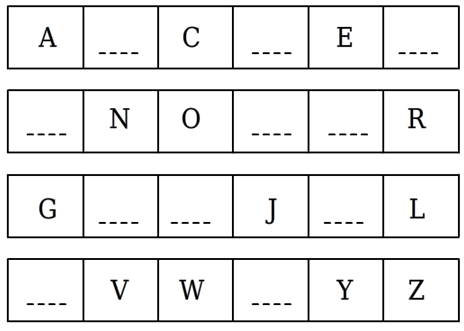 A ---- C ---- E ----
---- N O ---- ---- R
G ---- ---- J ---- L
---- V W ---- Y Z